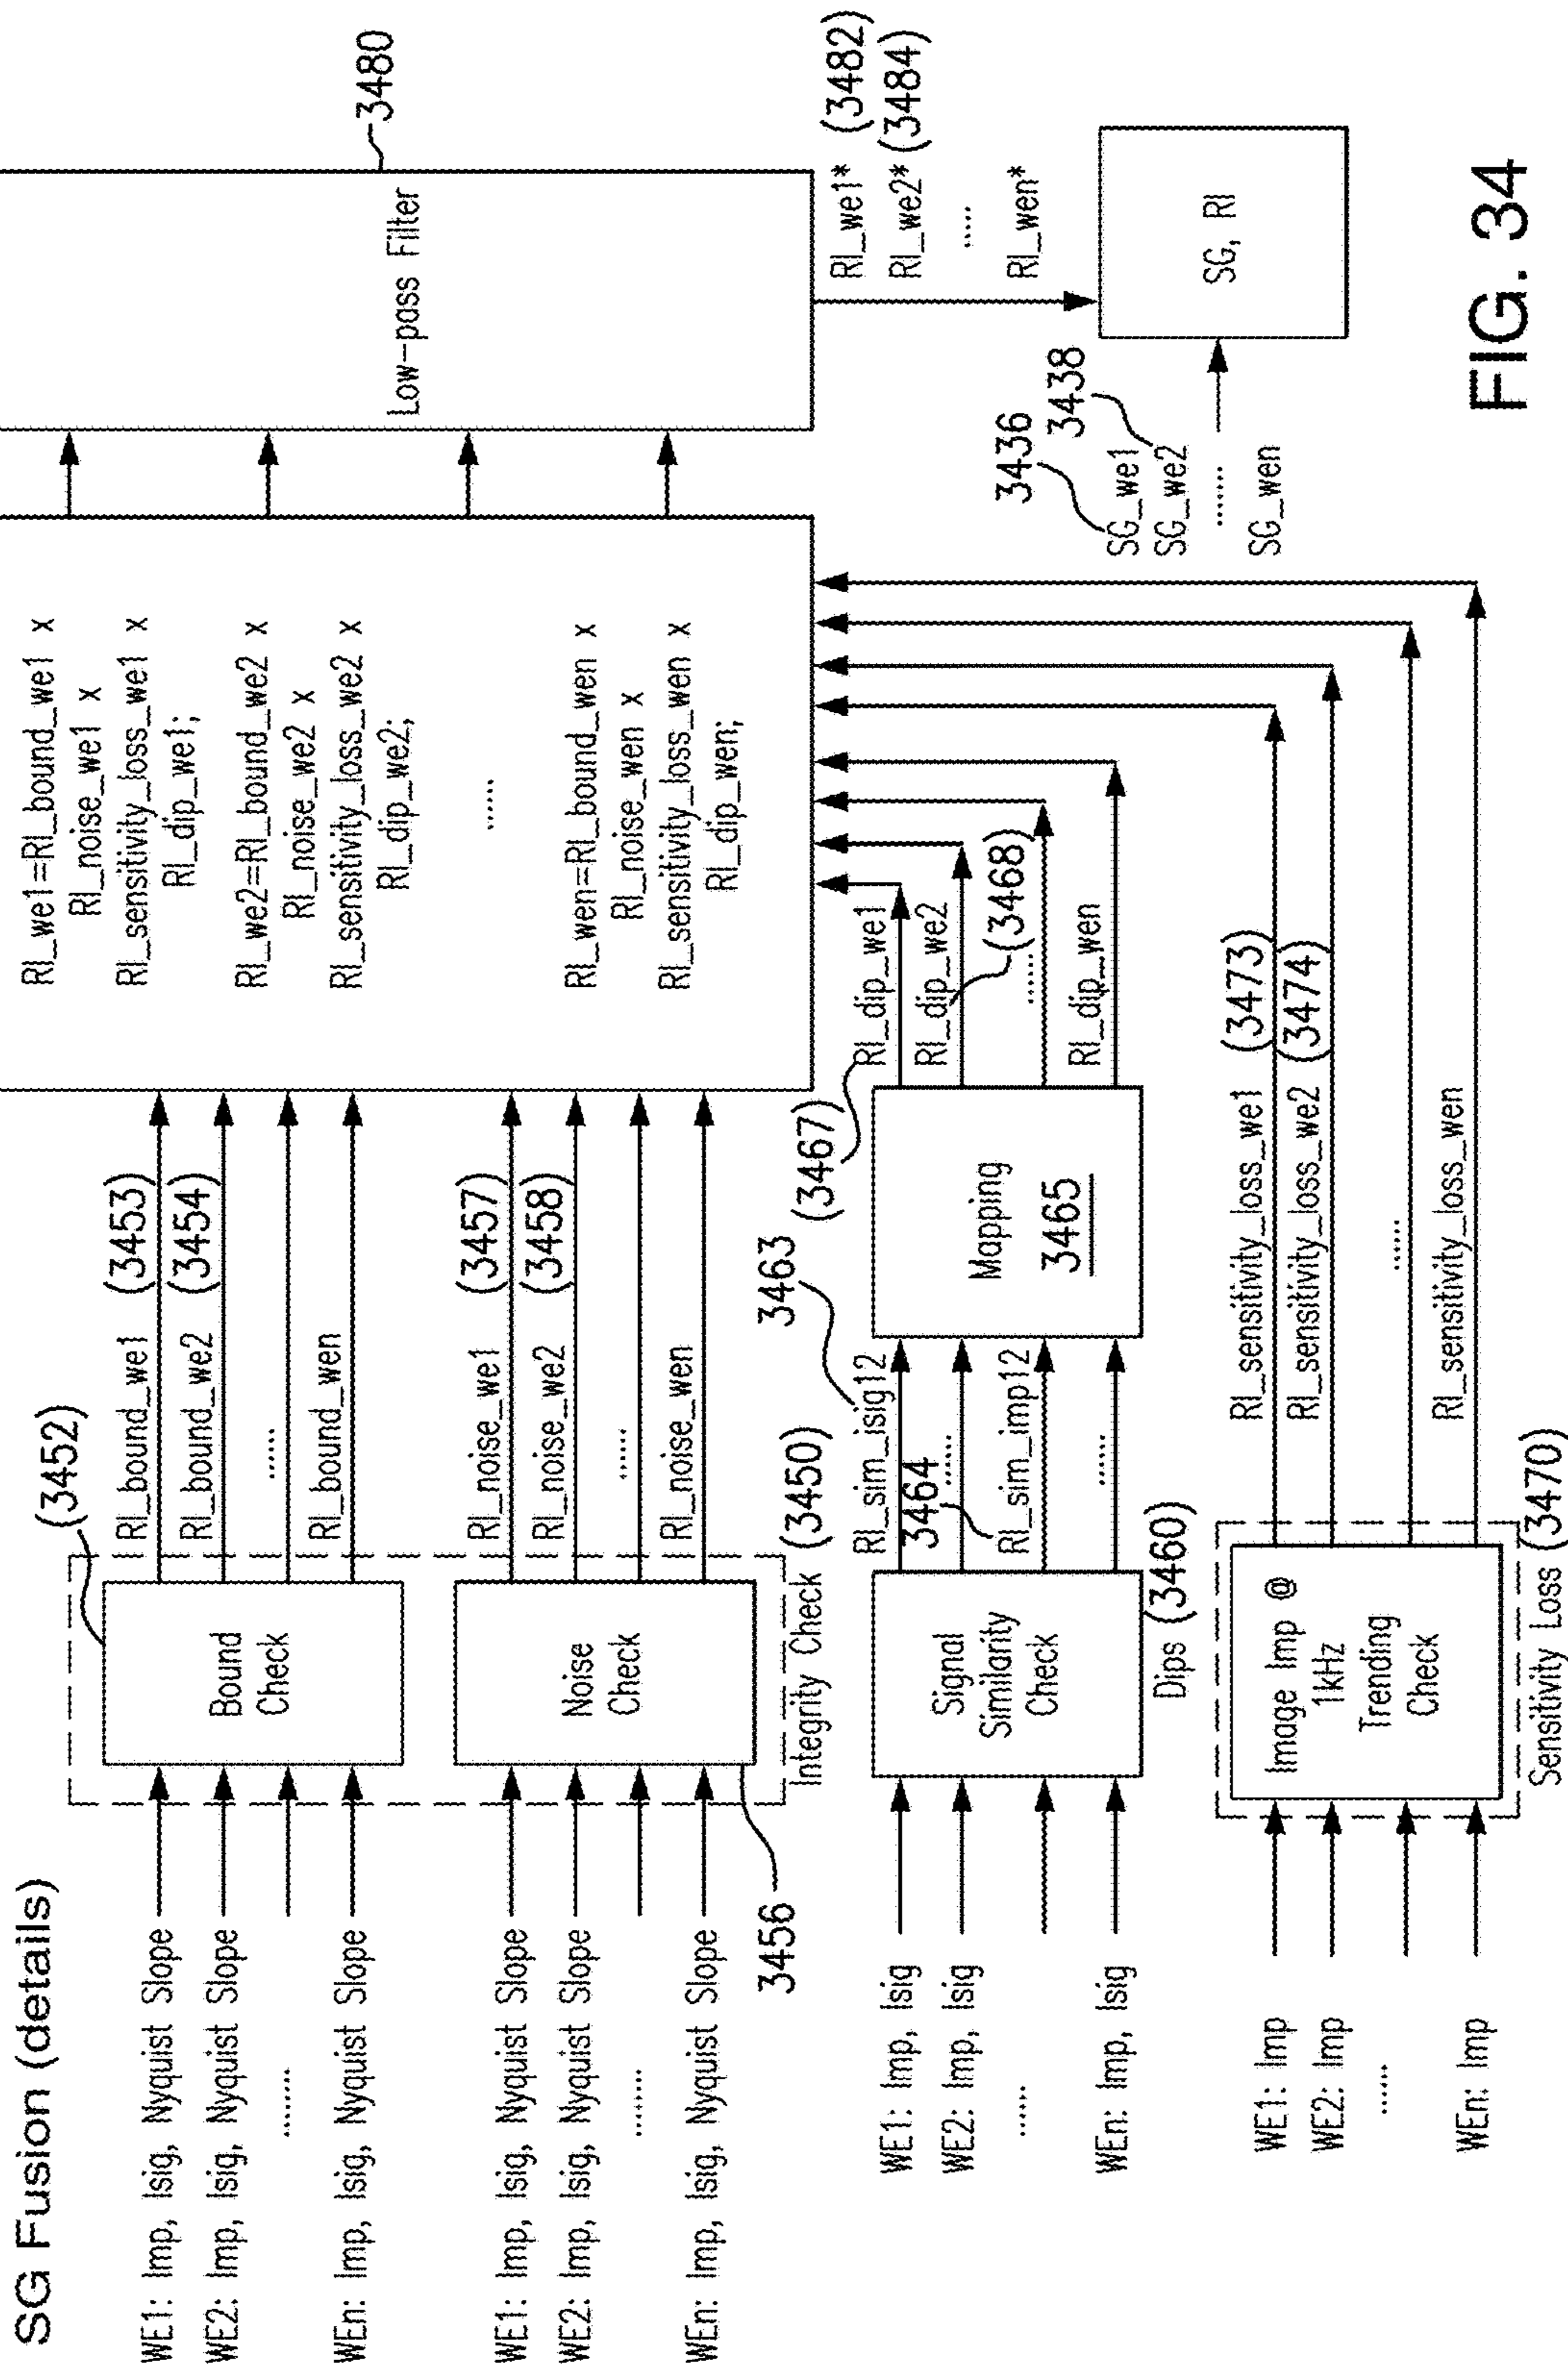 SG Fusion (details)
WE1: Imp, Isig, Nyquist Slope
WE2: Imp, Isig, Nyquist Slope
........
WEn: Imp, Isig, Nyquist Slope
(3452)
Bound
Check
RI_bound_we1 (3453)
RI_bound_we2 (3454)
......
RI_bound_wen
WE1: Imp, Isig, Nyquist Slope
WE2: Imp, Isig, Nyquist Slope
........
WEn: Imp, Isig, Nyquist Slope
3456
Noise
Check
Integrity Check (3450)
RI_noise_we1 (3457)
RI_noise_we2 (3458)
......
RI_noise_wen
WE1: Imp, Isig
WE2: Imp, Isig
......
WEn: Imp, Isig
Signal
Similarity
Check
Dips (3460)
RI_sim_isig12
3463
......
3464
RI_sim_imp12
......
Mapping
3465
(3467)
RI_dip_we1
RI_dip_we2
(3468)
......
RI_dip_wen
WE1: Imp
WE2: Imp
......
WEn: Imp
Image Imp @
1kHz
Trending
Check
Sensitivity Loss (3470)
RI_sensitivity_loss_we1 (3473)
RI_sensitivity_loss_we2 (3474)
......
RI_sensitivity_loss_wen
RI_we1=RI_bound_we1 x
RI_noise_we1 x
RI_sensitivity_loss_we1 x
RI_dip_we1;
RI_we2=RI_bound_we2 x
RI_noise_we2 x
RI_sensitivity_loss_we2 x
RI_dip_we2;
......
RI_wen=RI_bound_wen x
RI_noise_wen x
RI_sensitivity_loss_wen x
RI_dip_wen;
Low-pass Filter
3480
RI_we1* (3482)
RI_we2* (3484)
.....
RI_wen*
3436
3438
SG_we1
SG_we2
.......
SG_wen
SG, RI
FIG. 34